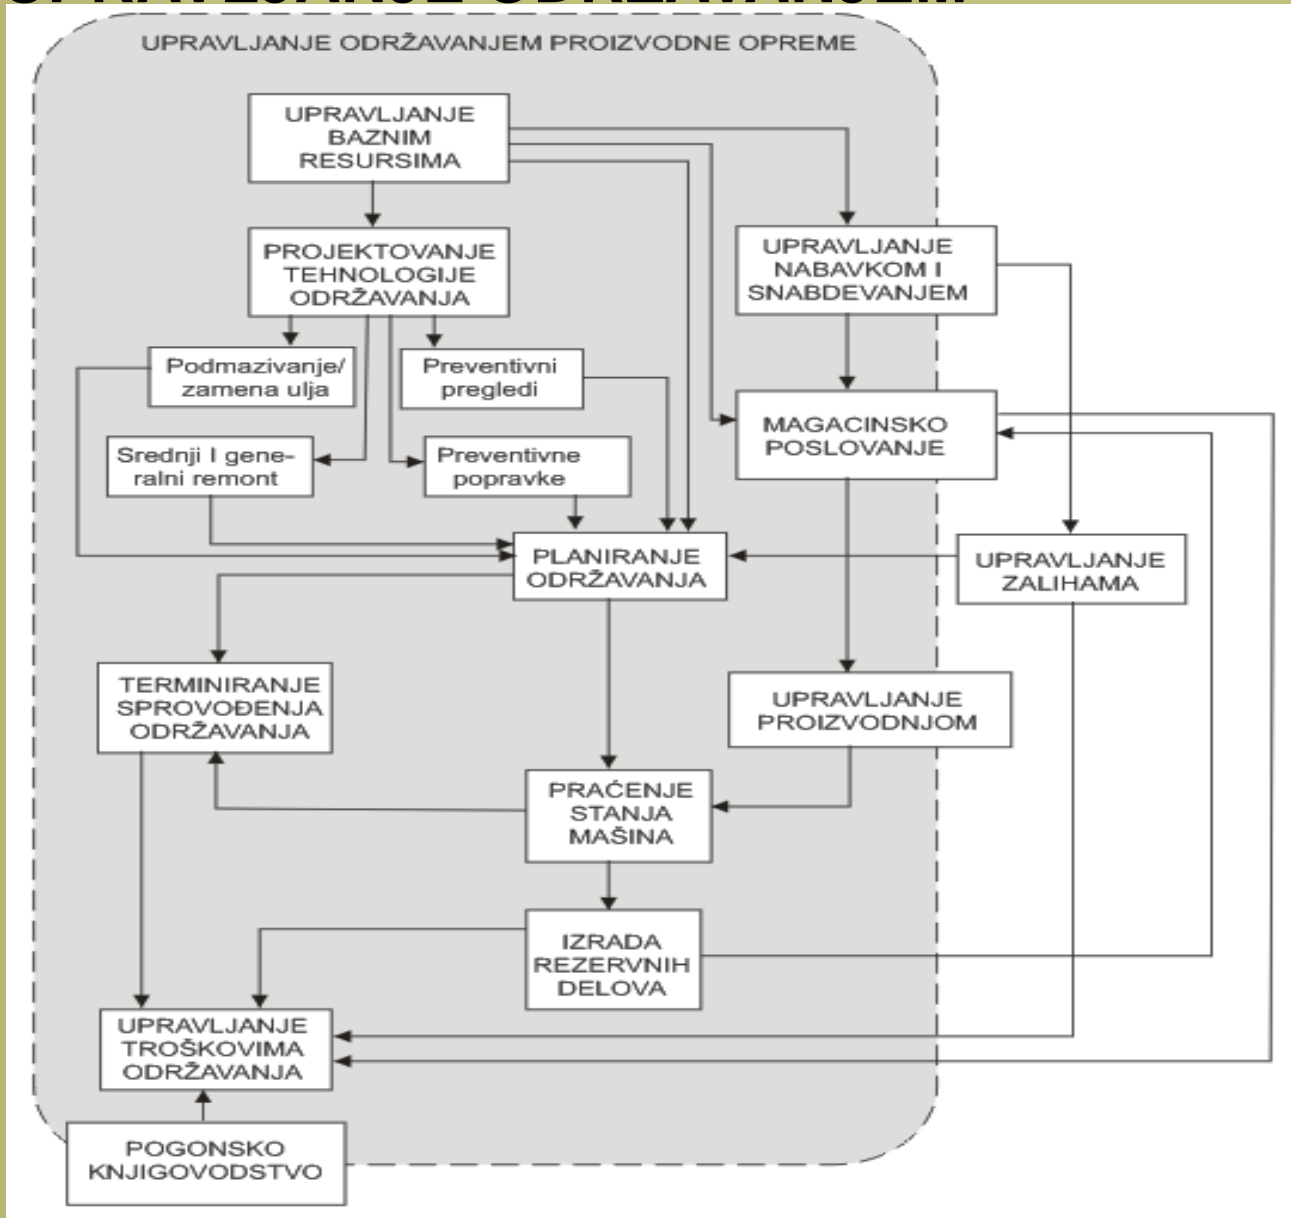 UPRAVLJANJE ODRŽAVANJEM
UPRAVLJANJE ODRŽAVANJEM PROIZVODNE OPREME
UPRAVLJANJE
BAZNIM
RESURSIMA
PROJEKTOVANJE
TEHNOLOGIJE
ODRŽAVANJA
UPRAVLJANJE
NABAVKOM I
SNABDEVANJEM
Podmazivanje/
zamena ulja
Preventivni
pregledi
MAGACINSKO
POSLOVANJE
Srednji I gene-
ralni remont
Preventivne
popravke
PLANIRANJE
ODRŽAVANJA
UPRAVLJANJE
ZALIHAMA
TERMINIRANJE
SPROVOĐENJA
ODRŽAVANJA
UPRAVLJANJE
PROIZVODNJOM
PRAĆENJE
STANJA
MAŠINA
IZRADA
REZERVNIH
DELOVA
UPRAVLJANJE
TROŠKOVIMA
ODRŽAVANJA
POGONSKO
KNJIGOVODSTVO